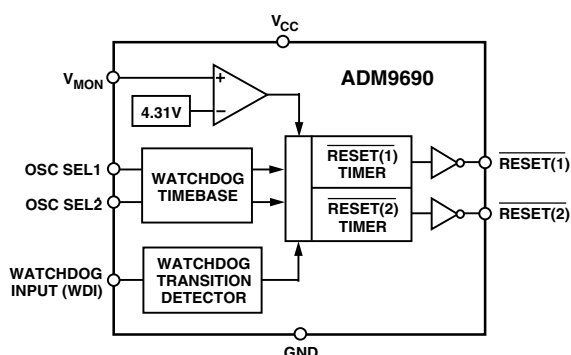 VCC
ADM9690
VMON
+
4.31V
−
OSC SEL1
OSC SEL2
WATCHDOG
TIMEBASE
RESET(1)
TIMER
RESET(1)
RESET(2)
TIMER
RESET(2)
WATCHDOG
INPUT (WDI)
WATCHDOG
TRANSITION
DETECTOR
GND